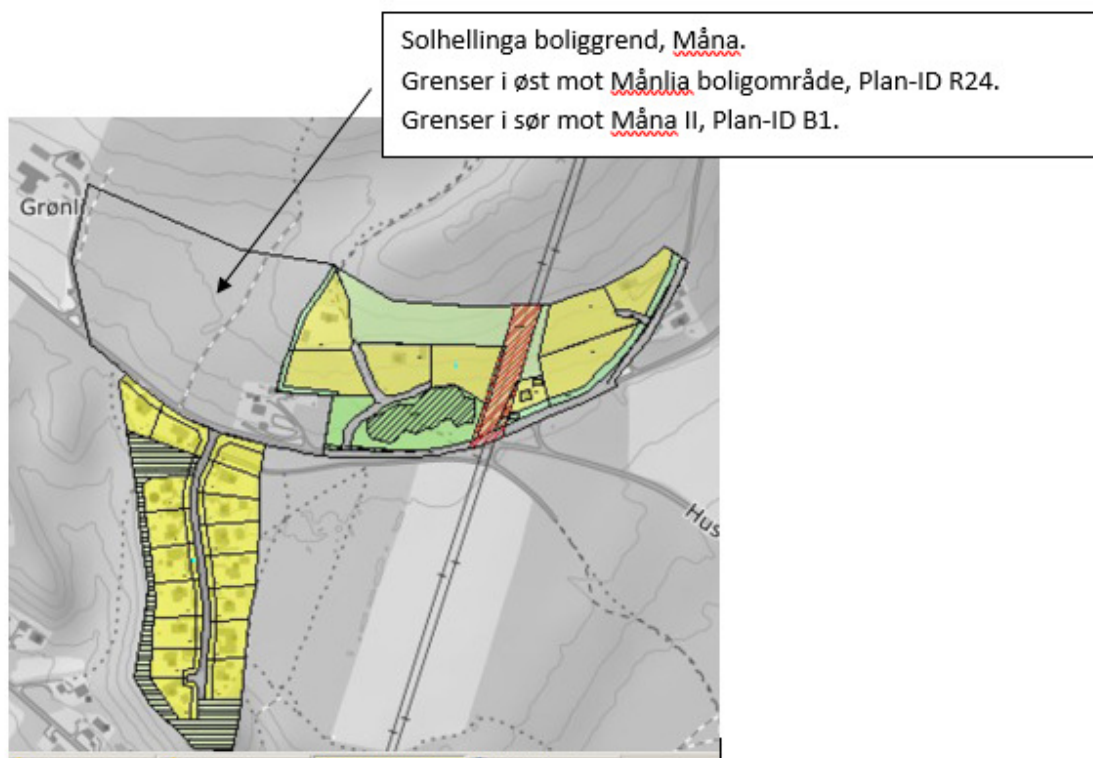 Solhellinga boliggrend, Måna.
Grenser i øst mot Månlia boligområde, Plan-ID R24.
Grenser i sør mot Måna II, Plan-ID B1.
Grønli
Hus